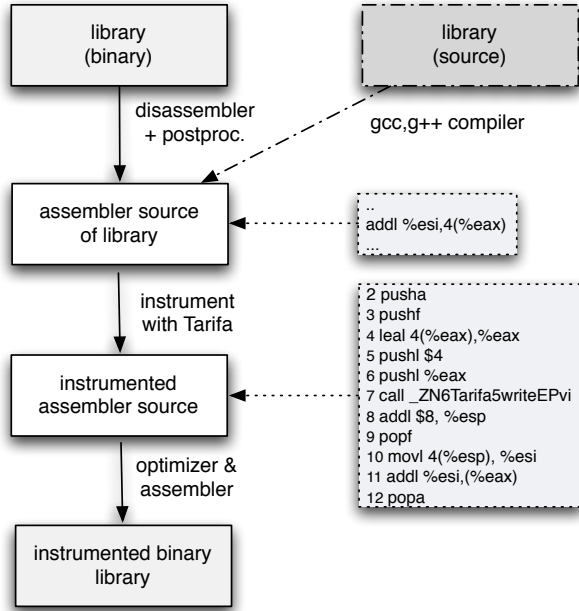 library
(binary)
library
(source)
disassembler
+ postproc.
gcc,g++ compiler
assembler source
of library
..
addl %esi,4(%eax)
...
instrument
with Tarifa
2 pusha
3 pushf
4 leal 4(%eax),%eax
5 pushl $4
6 pushl %eax
7 call _ZN6Tarifa5writeEPvi
8 addl $8, %esp
9 popf
10 movl 4(%esp), %esi
11 addl %esi,(%eax)
12 popa
instrumented
assembler source
optimizer &
assembler
instrumented binary
library